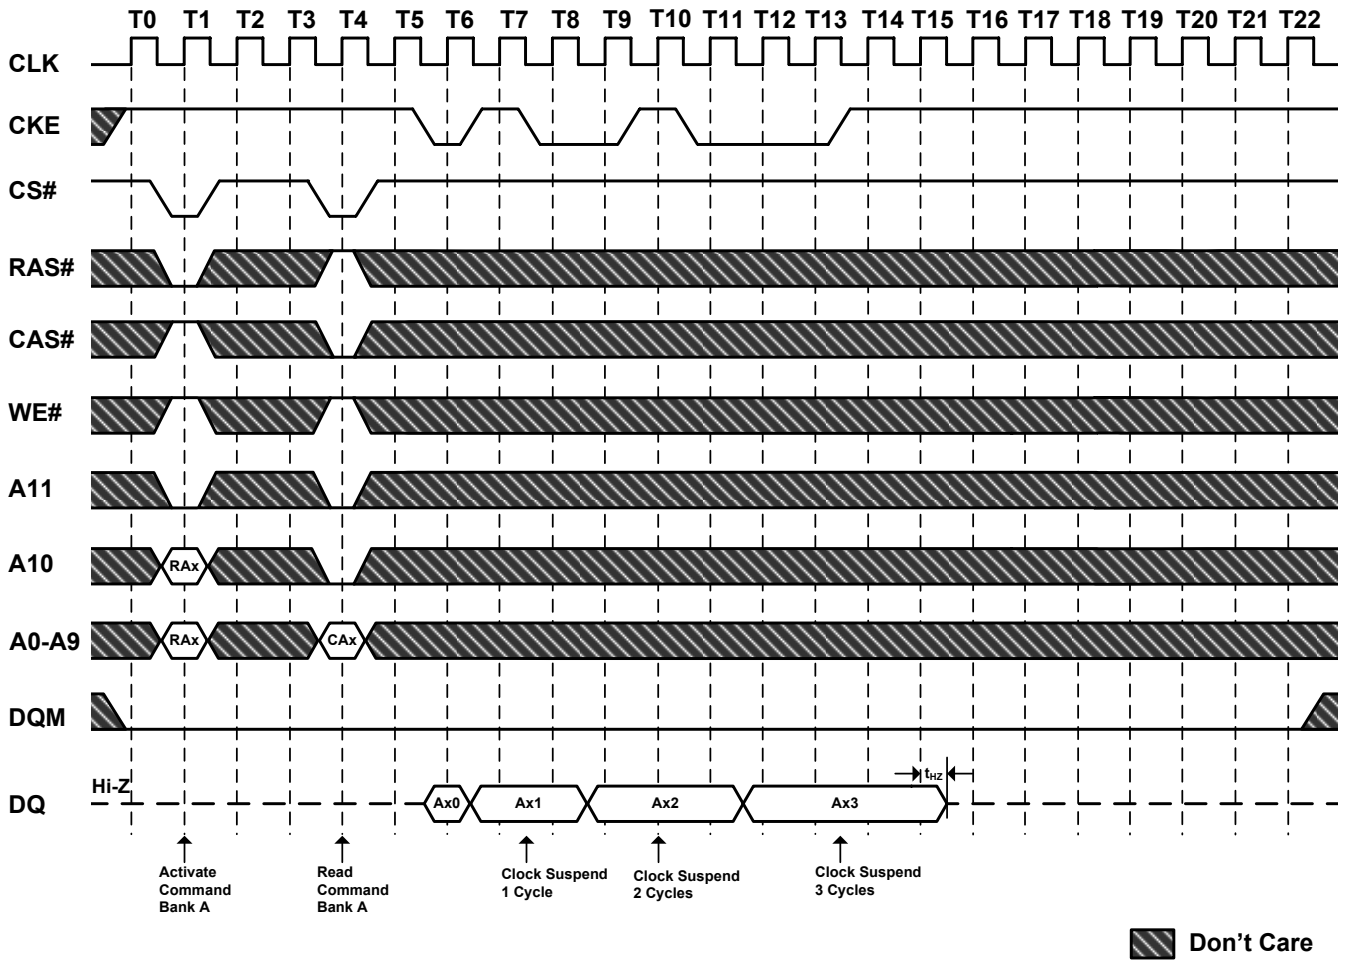 T0 T1 T2 T3 T4 T5 T6 T7 T8 T9 T10 T11 T12 T13 T14 T15 T16 T17 T18 T19 T20 T21 T22
CLK
CKE
CS#
RAS#
CAS#
WE#
A11
A10
RAx
A0-A9
RAx
CAx
DQM
Hi-Z
tHZ
DQ
Ax0
Ax1
Ax2
Ax3
Activate
Command
Bank A
Read
Command
Bank A
Clock Suspend
1 Cycle
Clock Suspend
2 Cycles
Clock Suspend
3 Cycles
Don't Care